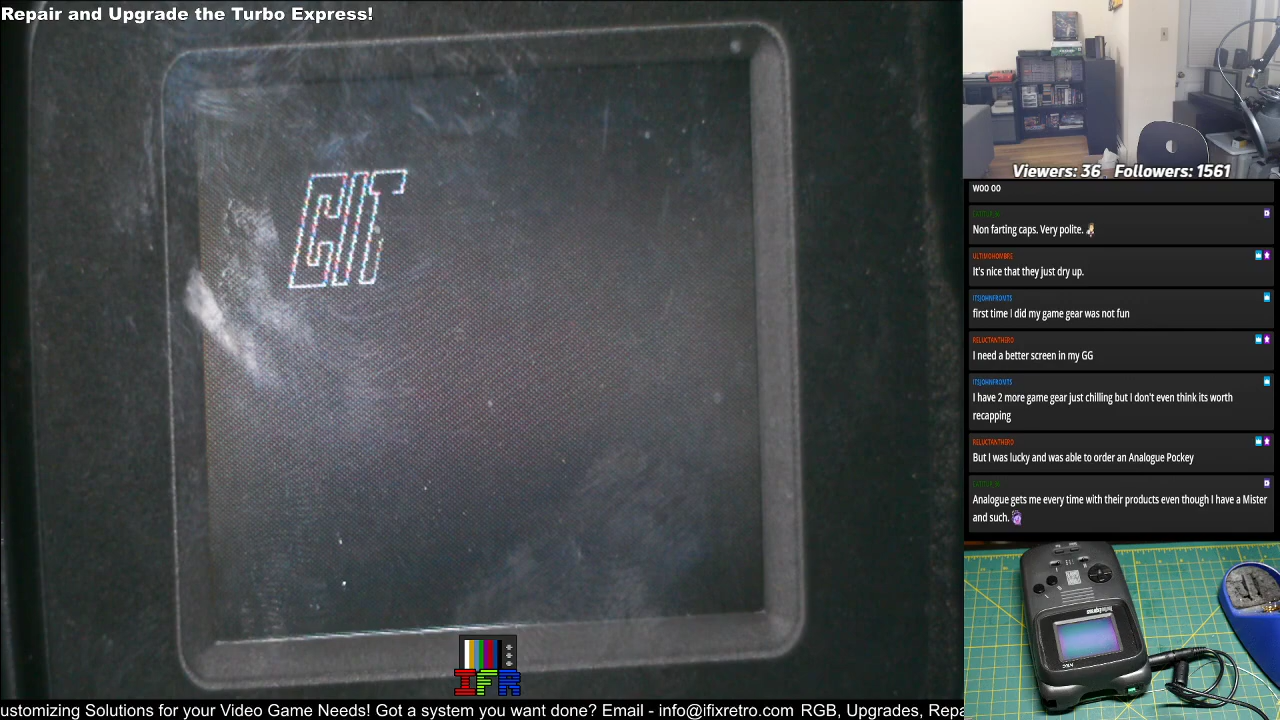 Repair and Upgrade the Turbo Express!
Viewers: 36 Followers: 1561
WOO OO
Non farting caps. Very polite.
ULTIMOHOMBRE
It's nice that they just dry up.
ITSJOHNFROMTS
first time I did my game gear was not fun
RELUCTANTHERO
I need a better screen in my GG
ITSJOHNFROMTS
I have 2 more game gear just chilling but I don't even think its worth
recapping
RELUCTANTHERO
But I was lucky and was able to order an Analogue Pockey
Analogue gets me every time with their products even though I have a Mister
and such.
IFR
ustomizing Solutions for your Video Game Needs! Got a system you want done? Email - info@ifixretro.com RGB, Upgrades, Repa